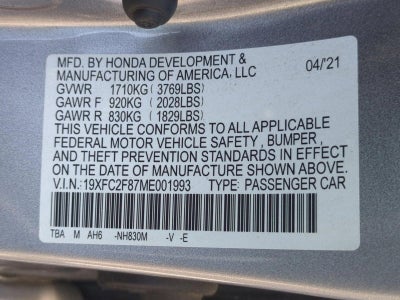 MFD. BY HONDA DEVELOPMENT & 04/'21
MANUFACTURING OF AMERICA, LLC
GVWR 1710KG (3769LBS)
GAWR F 920KG (2028LBS)
GAWR R 830KG (1829LBS)
THIS VEHICLE CONFORMS TO ALL APPLICABLE
FEDERAL MOTOR VEHICLE SAFETY, BUMPER,
AND THEFT PREVENTION STANDARDS IN EFFECT
ON THE DATE OF MANUFACTURE SHOWN ABOVE.
V.I.N.: 19XFC2F87ME001993 TYPE: PASSENGER CAR
TBA M AH6 -NH830M -V -E